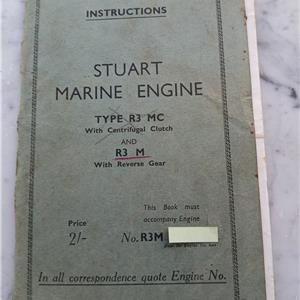 INSTRUCTIONS
STUART
MARINE ENGINE
TYPE R3 MC
With Centrifugal Clutch
AND
R3 M
With Reverse Gear
This Book must
accompany Engine
Price
2/-
No. R3M
In all correspondence quote Engine No.